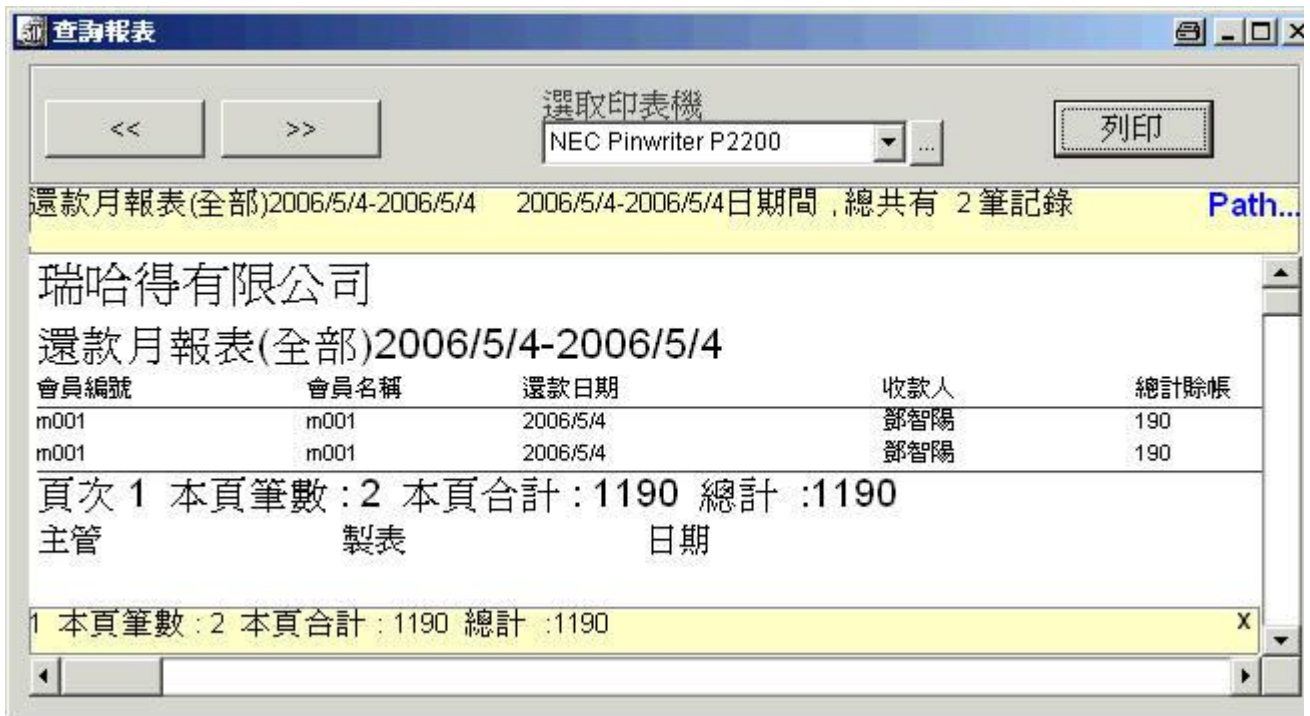 查詢報表
<< >> 選取印表機 列印
NEC Pinwriter P2200 ...
還款月報表(全部)2006/5/4-2006/5/4 2006/5/4-2006/5/4日期間 , 總共有 2 筆記錄 Path...
瑞哈得有限公司
還款月報表(全部)2006/5/4-2006/5/4
會員編號 會員名稱 還款日期 收款人 總計賒帳
m001 m001 2006/5/4 鄧智陽 190
m001 m001 2006/5/4 鄧智陽 190
頁次 1 本頁筆數 : 2 本頁合計 : 1190 總計 :1190
主管 製表 日期
1 本頁筆數 : 2 本頁合計 : 1190 總計 :1190 x